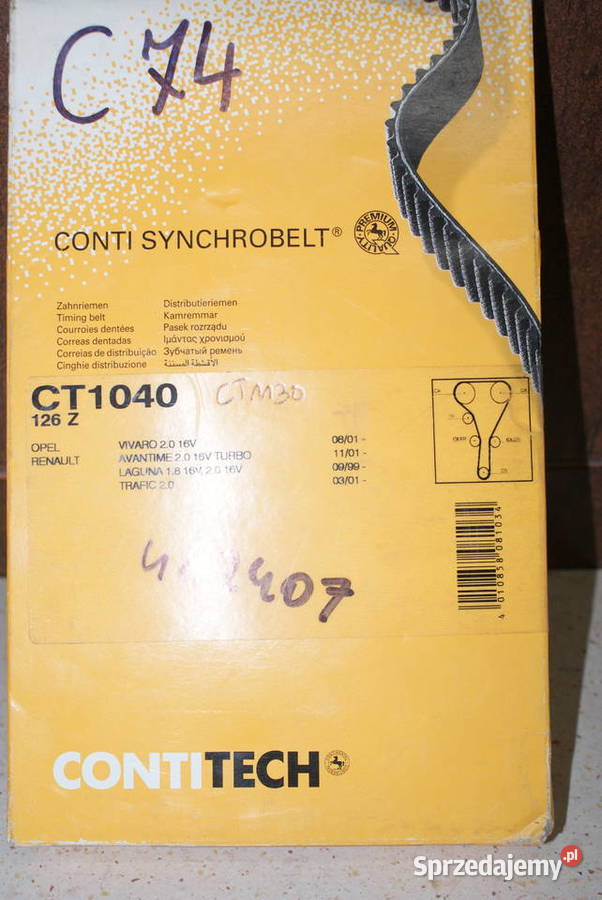 C 74
CONTI SYNCHROBELT®
PREMIUM QUALITY
Zahnriemen Distributieriemen
Timing belt Kamremmar
Courroies dentées Pasek rozrządu
Correas dentadas Ιμάντας χρονισμού
Correias de distribuição Зубчатый ремень
Cinghie distribuzione الأقشطة المسننة
CT1040 CTM30
126 Z
OPEL VIVARO 2.0 16V 08/01 -
RENAULT AVANTIME 2.0 16V TURBO 11/01 -
LAGUNA 1.8 16V, 2.0 16V 09/99 -
TRAFIC 2.0 03/01 -
4 010858 081034
2407
CONTITECH
Sprzedajemy.pl